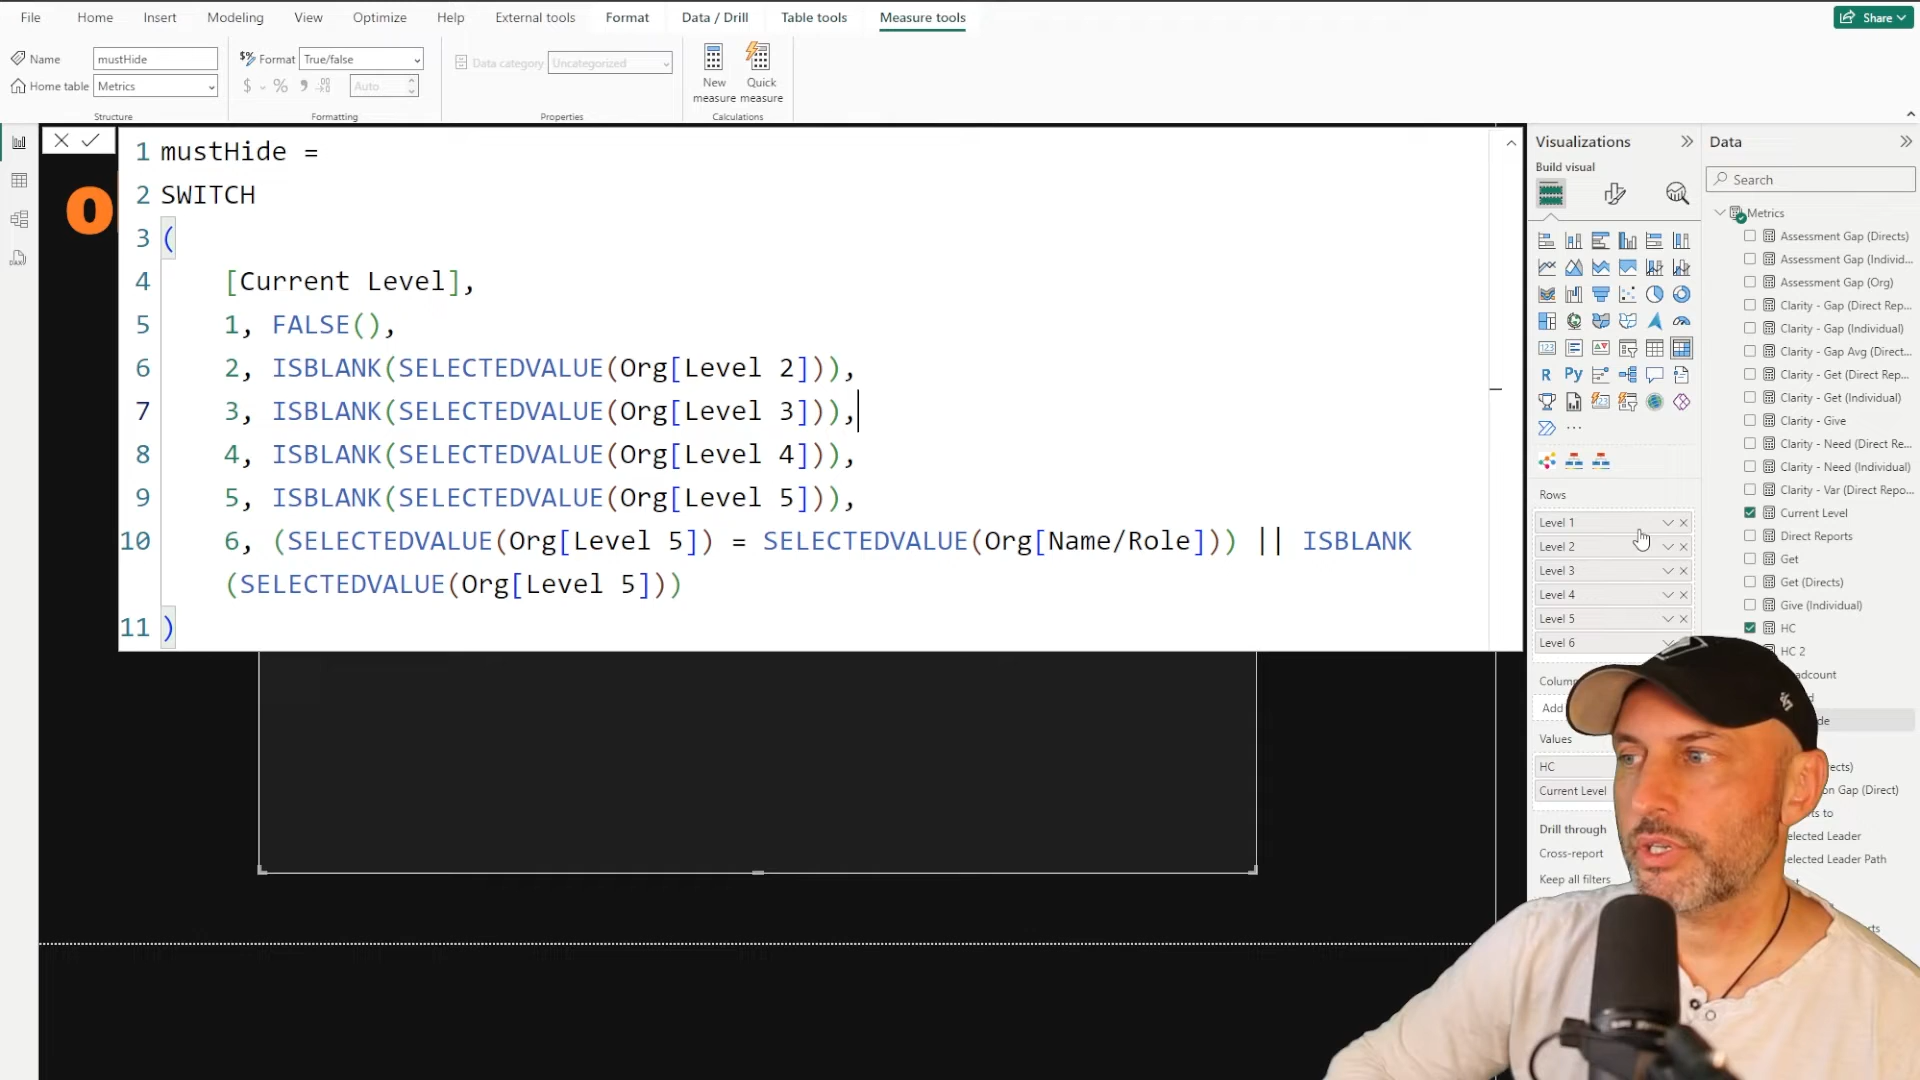 File Home Insert Modeling View Optimize Help External tools Format Data / Drill Table tools Measure tools
Share
Name mustHide
Home table Metrics
Structure
$% Format True/false
$ % Auto
Formatting
Data category Uncategorized
Properties
New measure
Quick measure
Calculations
1 mustHide =
2 SWITCH
3 (
4 [Current Level],
5 1, FALSE(),
6 2, ISBLANK(SELECTEDVALUE(Org[Level 2])),
7 3, ISBLANK(SELECTEDVALUE(Org[Level 3])),
8 4, ISBLANK(SELECTEDVALUE(Org[Level 4])),
9 5, ISBLANK(SELECTEDVALUE(Org[Level 5])),
10 6, (SELECTEDVALUE(Org[Level 5]) = SELECTEDVALUE(Org[Name/Role])) || ISBLANK
(SELECTEDVALUE(Org[Level 5]))
11 )
Visualizations
Build visual
R Py
Rows
Level 1
Level 2
Level 3
Level 4
Level 5
Level 6
Add
Values
HC
Current Level
Drill through
Cross-report
Keep all filters
Data
Search
Metrics
Assessment Gap (Directs)
Assessment Gap (Individ...
Assessment Gap (Org)
Clarity - Gap (Direct Rep...
Clarity - Gap (Individual)
Clarity - Gap Avg (Direct...
Clarity - Get (Direct Rep...
Clarity - Get (Individual)
Clarity - Give
Clarity - Need (Direct Re...
Clarity - Need (Individual)
Clarity - Var (Direct Repo...
Current Level
Direct Reports
Get
Get (Directs)
Give (Individual)
HC
HC 2